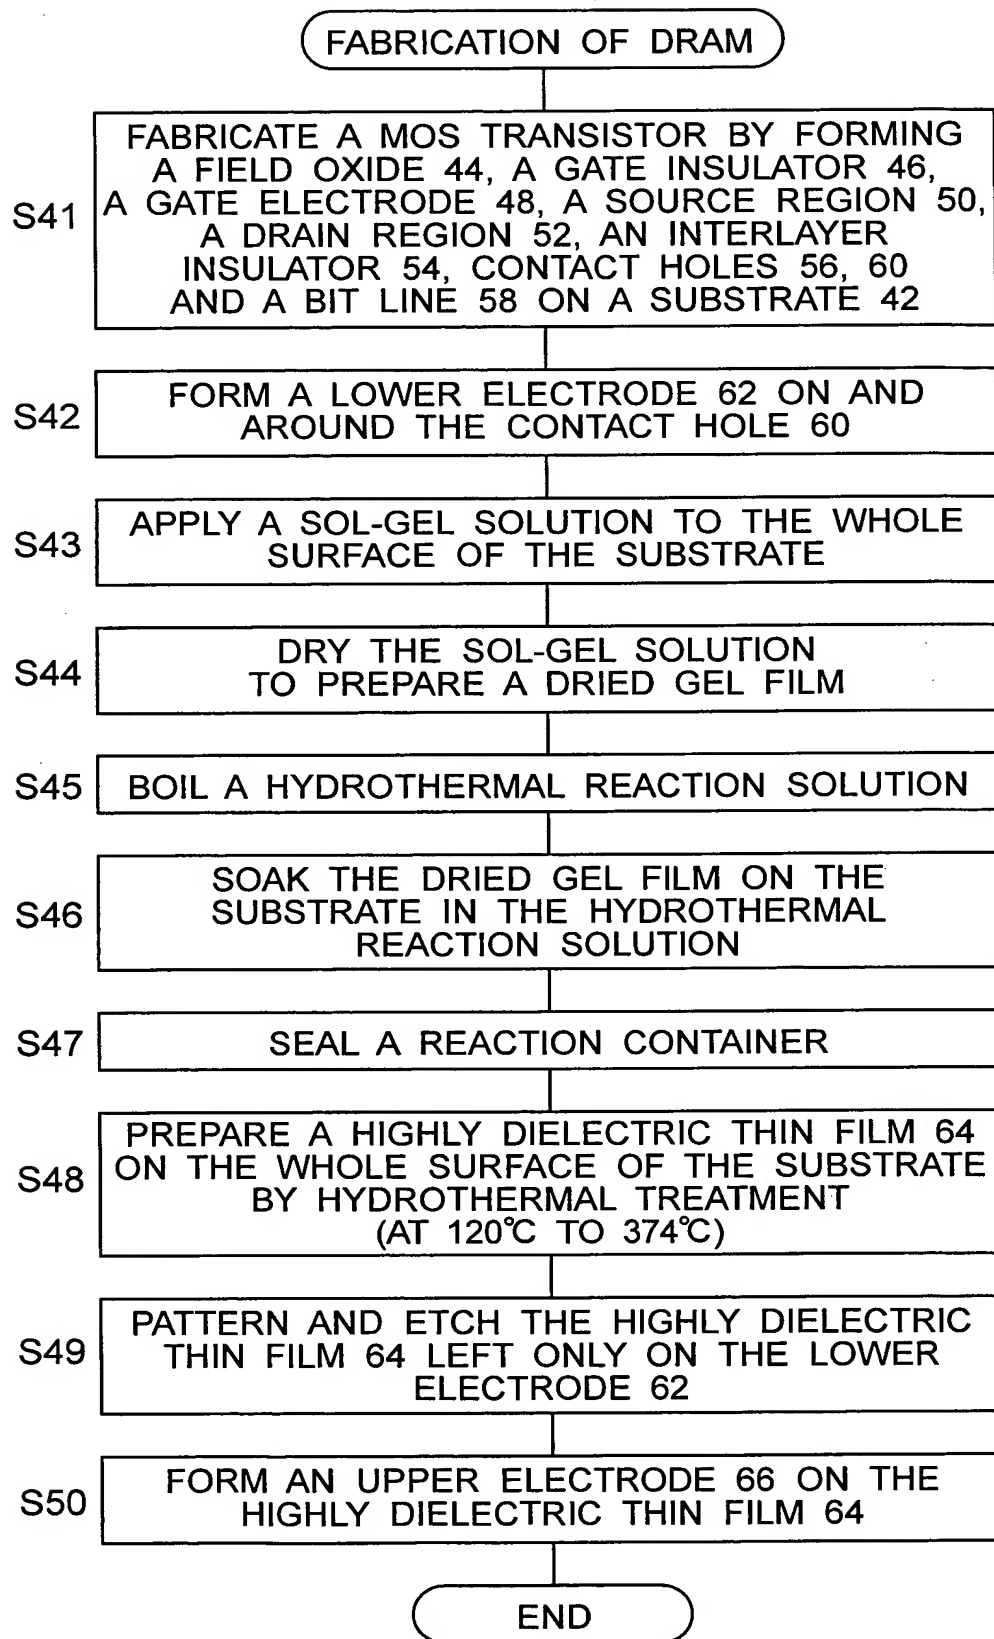 FABRICATION OF DRAM
S41
FABRICATE A MOS TRANSISTOR BY FORMING
A FIELD OXIDE 44, A GATE INSULATOR 46,
A GATE ELECTRODE 48, A SOURCE REGION 50,
A DRAIN REGION 52, AN INTERLAYER
INSULATOR 54, CONTACT HOLES 56, 60
AND A BIT LINE 58 ON A SUBSTRATE 42
S42
FORM A LOWER ELECTRODE 62 ON AND
AROUND THE CONTACT HOLE 60
S43
APPLY A SOL-GEL SOLUTION TO THE WHOLE
SURFACE OF THE SUBSTRATE
S44
DRY THE SOL-GEL SOLUTION
TO PREPARE A DRIED GEL FILM
S45
BOIL A HYDROTHERMAL REACTION SOLUTION
S46
SOAK THE DRIED GEL FILM ON THE
SUBSTRATE IN THE HYDROTHERMAL
REACTION SOLUTION
S47
SEAL A REACTION CONTAINER
S48
PREPARE A HIGHLY DIELECTRIC THIN FILM 64
ON THE WHOLE SURFACE OF THE SUBSTRATE
BY HYDROTHERMAL TREATMENT
(AT 120℃ TO 374℃)
S49
PATTERN AND ETCH THE HIGHLY DIELECTRIC
THIN FILM 64 LEFT ONLY ON THE LOWER
ELECTRODE 62
S50
FORM AN UPPER ELECTRODE 66 ON THE
HIGHLY DIELECTRIC THIN FILM 64
END